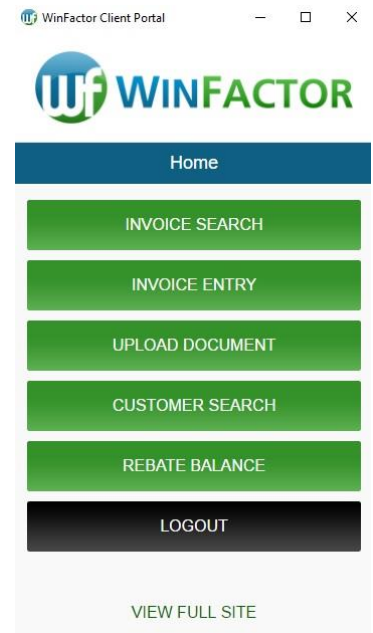 WinFactor Client Portal
WF WINFACTOR
Home
INVOICE SEARCH
INVOICE ENTRY
UPLOAD DOCUMENT
CUSTOMER SEARCH
REBATE BALANCE
LOGOUT
VIEW FULL SITE